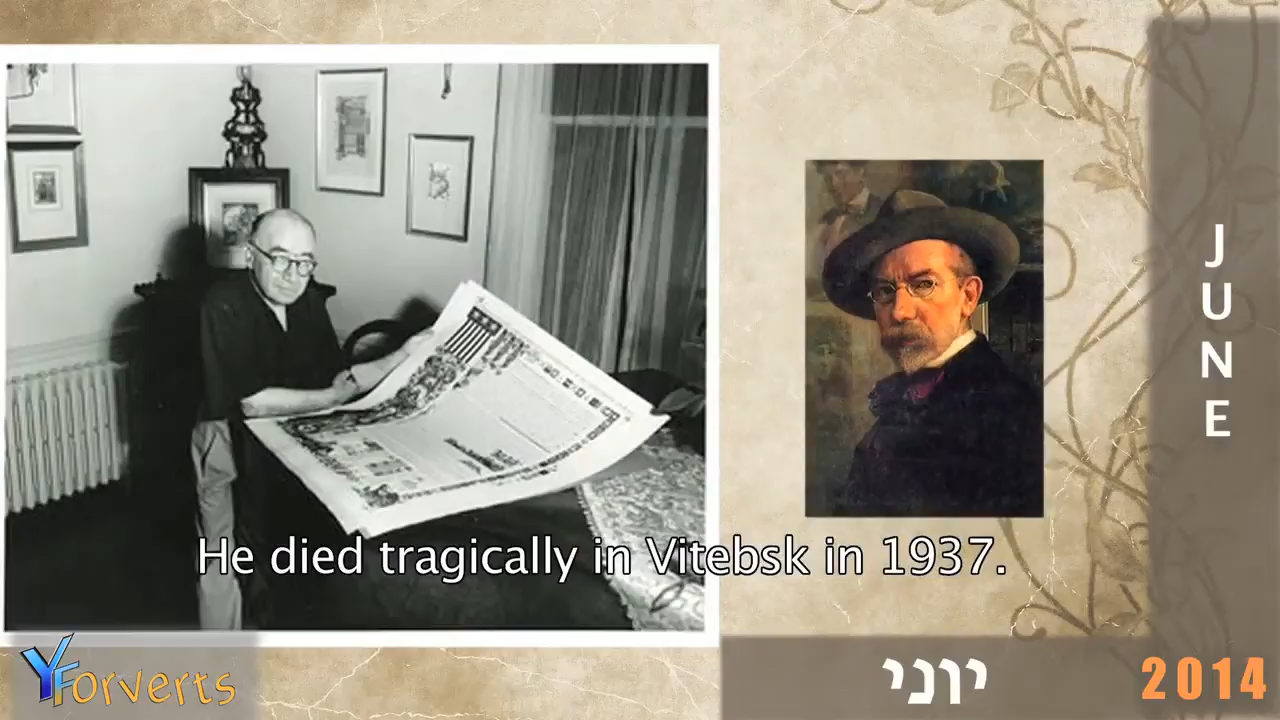 He died tragically in Vitebsk in 1937.
JUNE
YForverts
יוני
2014